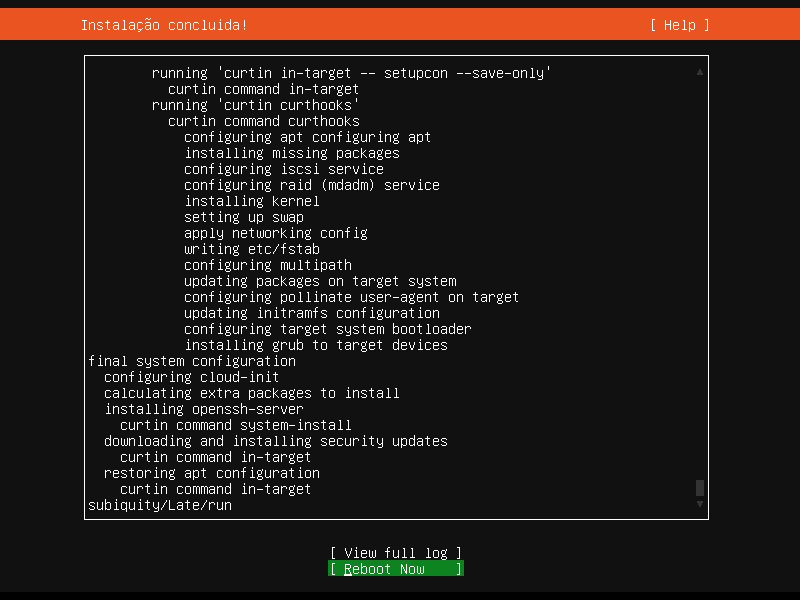 Instalação concluida! [ Help ]
running 'curtin in-target -- setupcon --save-only'
curtin command in-target
running 'curtin curthooks'
curtin command curthooks
configuring apt configuring apt
installing missing packages
configuring iscsi service
configuring raid (mdadm) service
installing kernel
setting up swap
apply networking config
writing etc/fstab
configuring multipath
updating packages on target system
configuring pollinate user-agent on target
updating initramfs configuration
configuring target system bootloader
installing grub to target devices
final system configuration
configuring cloud-init
calculating extra packages to install
installing openssh-server
curtin command system-install
downloading and installing security updates
curtin command in-target
restoring apt configuration
curtin command in-target
subiquity/Late/run
[ View full log ]
[ Reboot Now ]